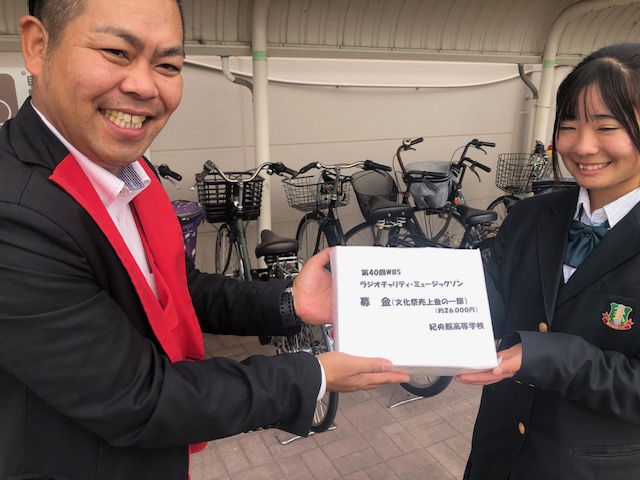 第40回WBS
ラジオチャリティ・ミュージックソン
募　金(文化祭売上金の一部)
(約26,000円)
紀央館高等学校